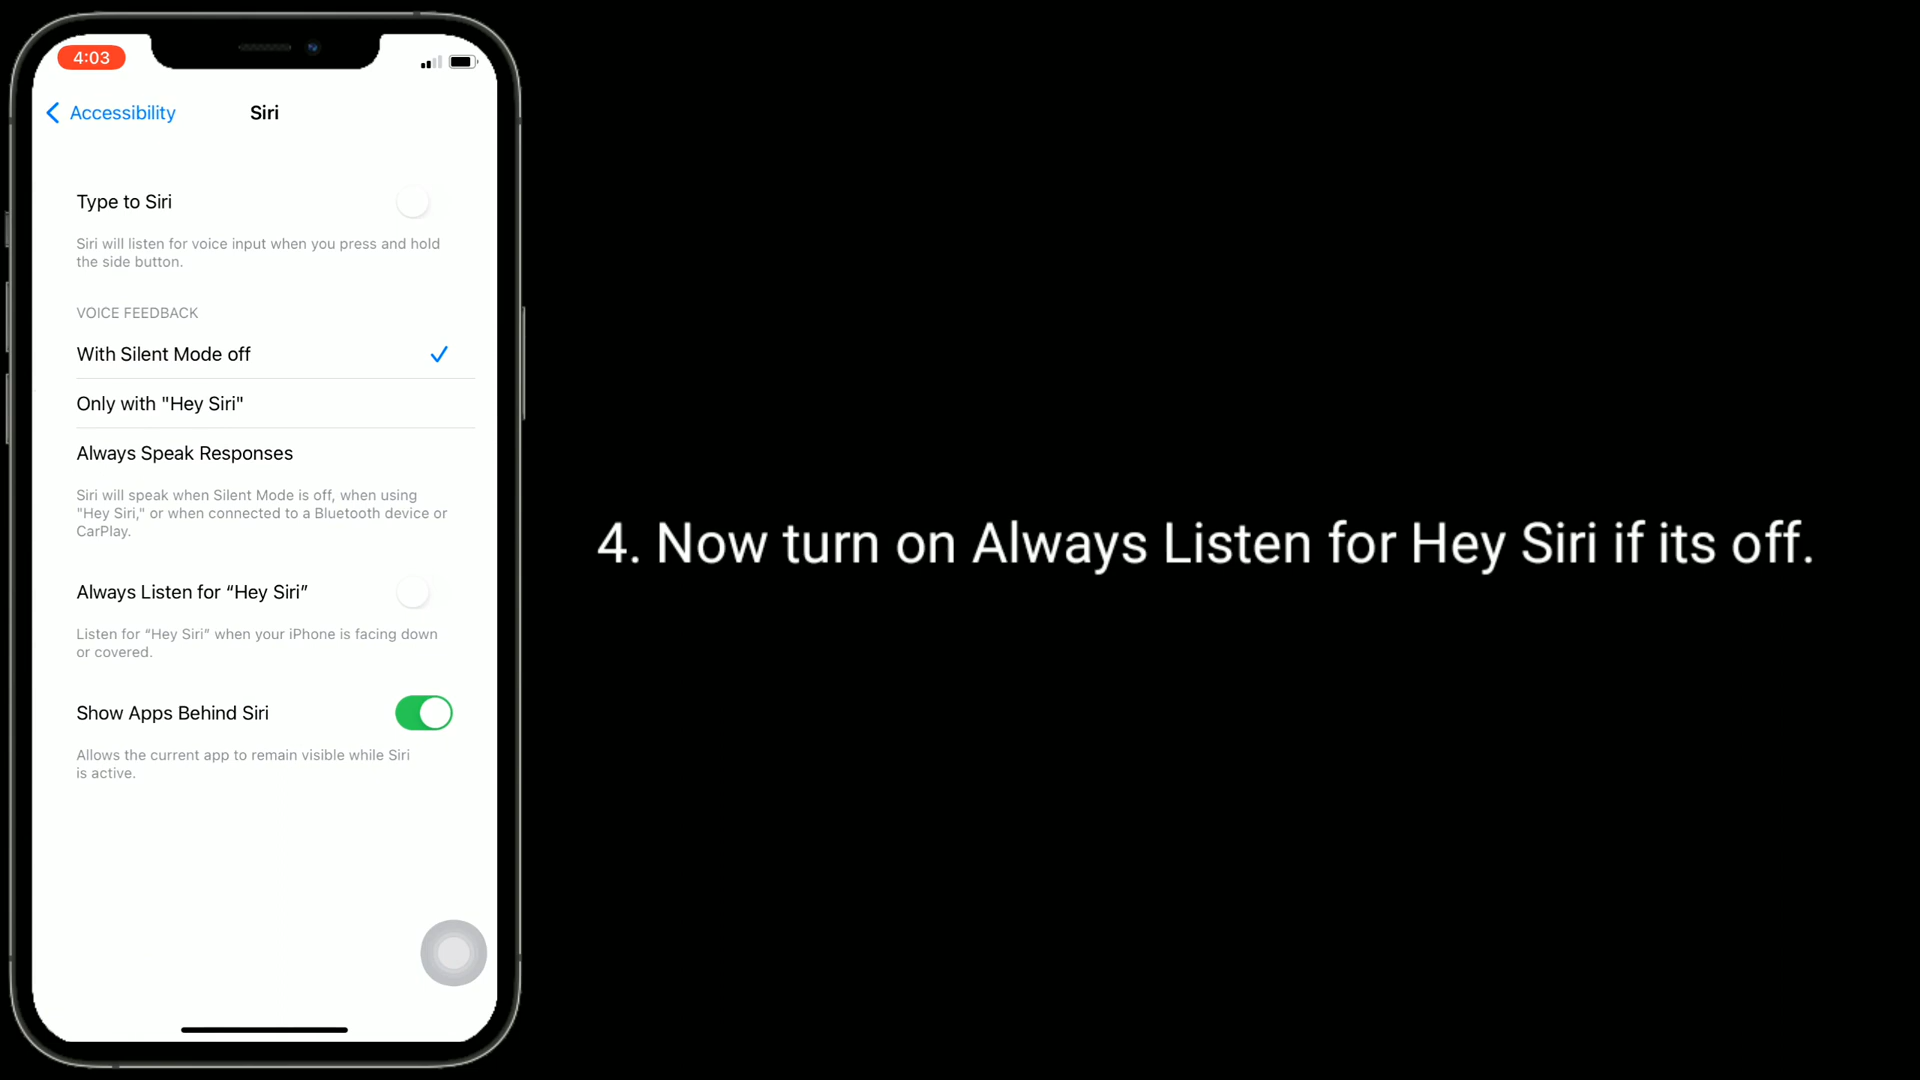 4:03
Accessibility
Siri
Type to Siri
Siri will listen for voice input when you press and hold
the side button.
VOICE FEEDBACK
With Silent Mode off
Only with "Hey Siri"
Always Speak Responses
Siri will speak when Silent Mode is off, when using
"Hey Siri," or when connected to a Bluetooth device or
CarPlay.
Always Listen for “Hey Siri”
Listen for “Hey Siri” when your iPhone is facing down
or covered.
Show Apps Behind Siri
Allows the current app to remain visible while Siri
is active.
4. Now turn on Always Listen for Hey Siri if its off.